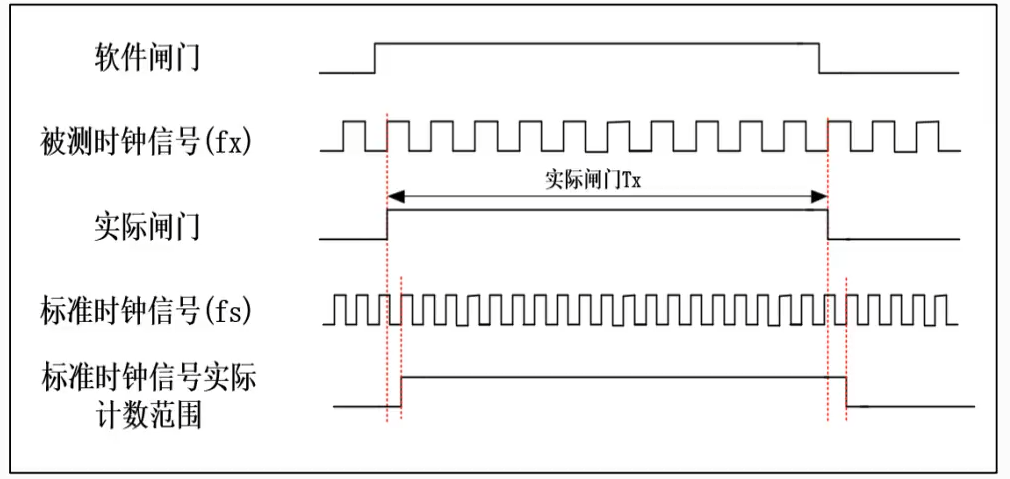 软件闸门
被测时钟信号(fx)
实际闸门Tx
实际闸门
标准时钟信号(fs)
标准时钟信号实际
计数范围